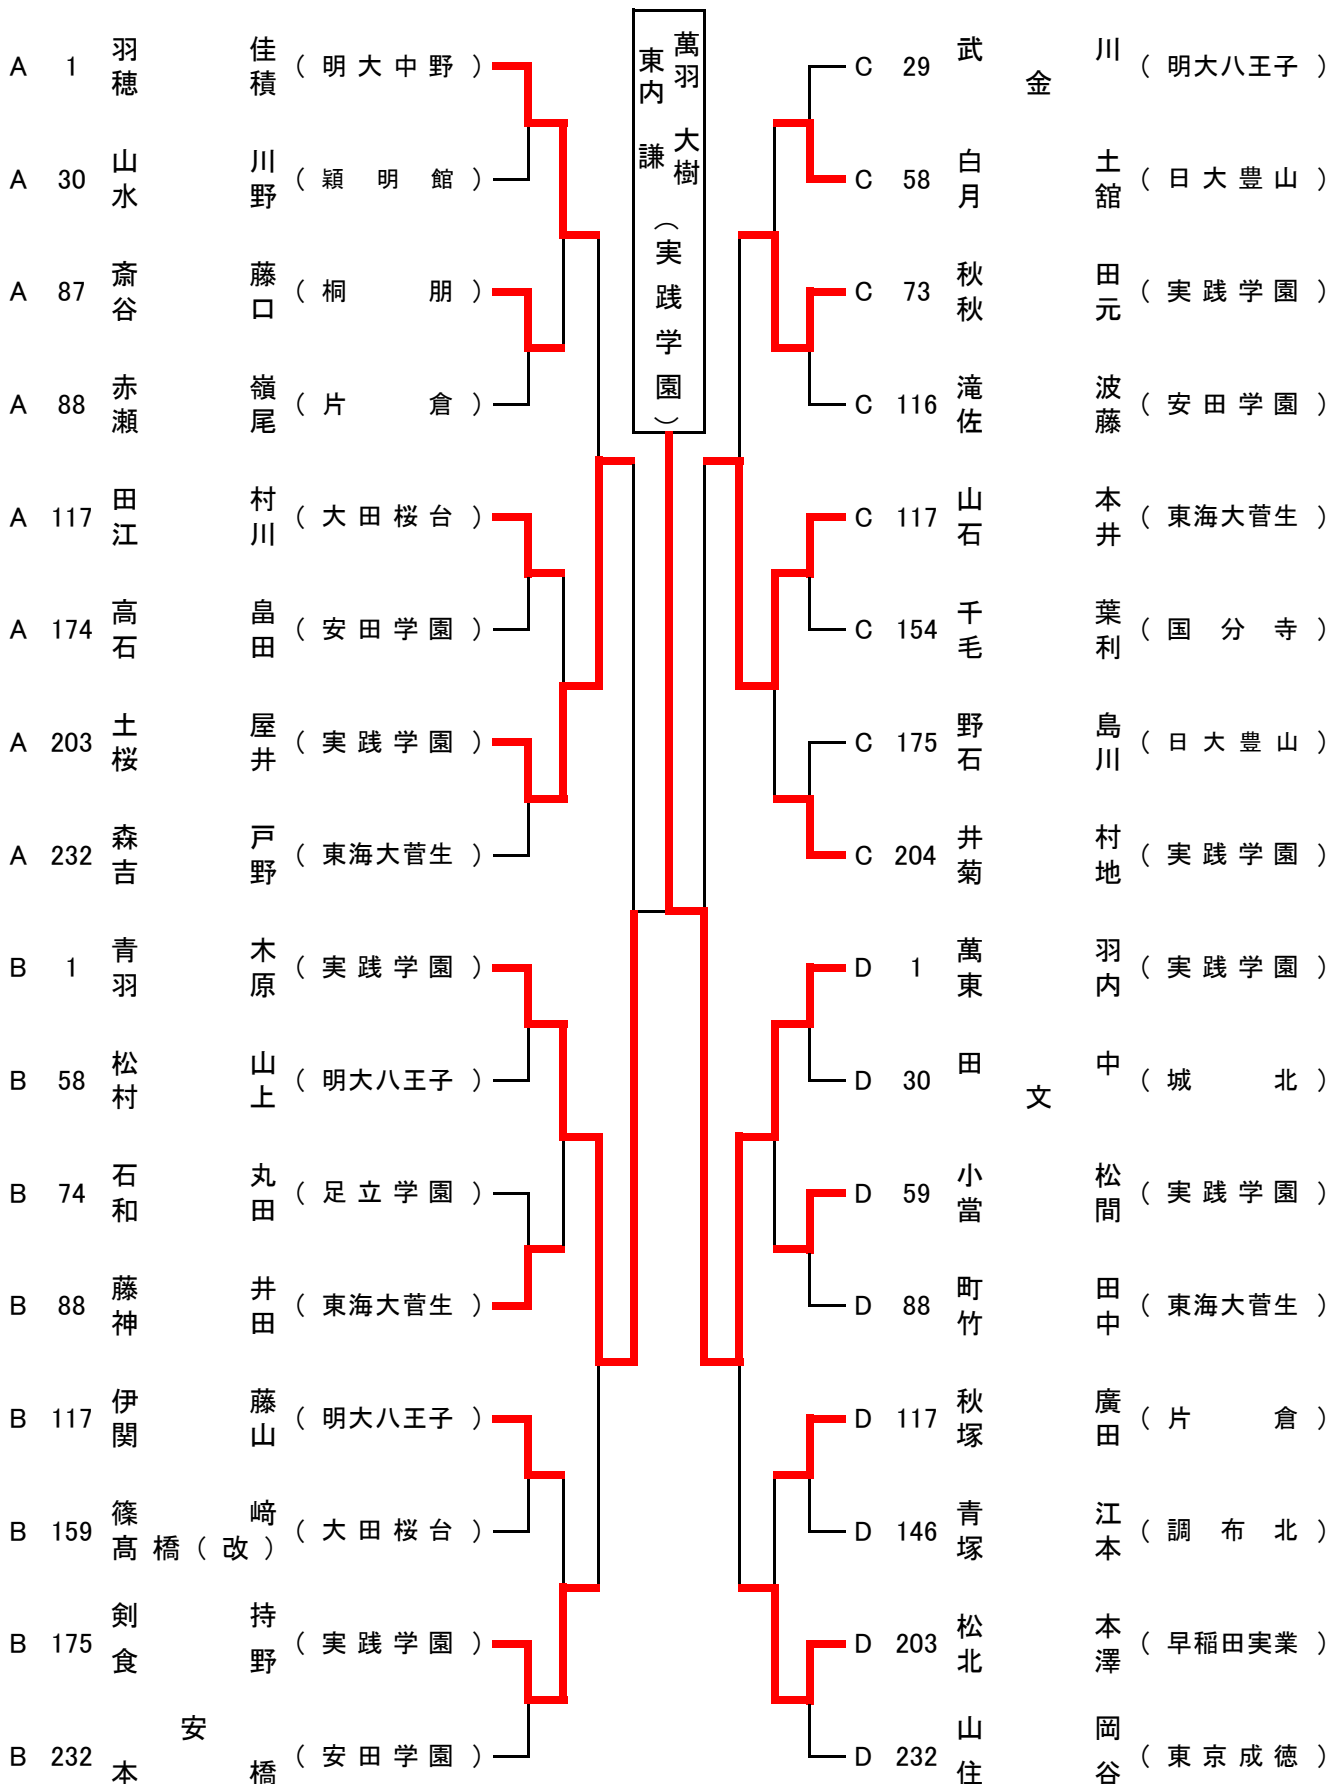 A 1 羽佳 穂積 （明大中野）
A 30 山川 水野 （穎明館）
A 87 斎藤 谷口 （桐朋）
A 88 赤嶺 瀬尾 （片倉）
A 117 田村 江川 （大田桜台）
A 174 高畠 石田 （安田学園）
A 203 土屋 桜井 （実践学園）
A 232 森戸 吉野 （東海大菅生）
B 1 青木 羽原 （実践学園）
B 58 松山 村上 （明大八王子）
B 74 石丸 和田 （足立学園）
B 88 藤井 神田 （東海大菅生）
B 117 伊藤 関山 （明大八王子）
B 159 篠﨑 髙橋（改） （大田桜台）
B 175 剣持 食野 （実践学園）
B 232 安 本橋 （安田学園）
萬羽 大樹
東内 謙
（実践学園）
C 29 武川 金 （明大八王子）
C 58 白土 月舘 （日大豊山）
C 73 秋田 秋元 （実践学園）
C 116 滝波 佐藤 （安田学園）
C 117 山本 石井 （東海大菅生）
C 154 千葉 毛利 （国分寺）
C 175 野島 石川 （日大豊山）
C 204 井村 菊地 （実践学園）
D 1 萬羽 東内 （実践学園）
D 30 田中 文 （城北）
D 59 小松 當間 （実践学園）
D 88 町田 竹中 （東海大菅生）
D 117 秋廣 塚田 （片倉）
D 146 青江 塚本 （調布北）
D 203 松本 北澤 （早稲田実業）
D 232 山岡 住谷 （東京成徳）